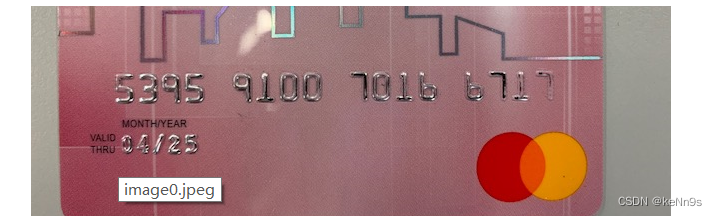 5395 9100 7016 6717
MONTH/YEAR
VALID THRU 04/25
image0.jpeg
CSDN @keNn9s